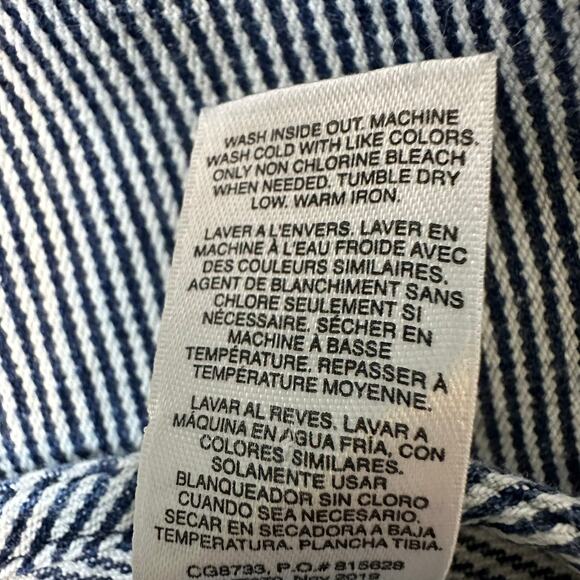 WASH INSIDE OUT. MACHINE
WASH COLD WITH LIKE COLORS.
ONLY NON CHLORINE BLEACH
WHEN NEEDED. TUMBLE DRY
LOW. WARM IRON.
LAVER A L'ENVERS. LAVER EN
MACHINE À L'EAU FROIDE AVEC
DES COULEURS SIMILAIRES.
AGENT DE BLANCHIMENT SANS
CHLORE SEULEMENT SI
NÉCESSAIRE. SÉCHER EN
MACHINE À BASSE
TEMPÉRATURE. REPASSER À
TEMPÉRATURE MOYENNE.
LAVAR AL REVES. LAVAR A
MÁQUINA EN AGUA FRÍA, CON
COLORES SIMILARES.
SOLAMENTE USAR
BLANQUEADOR SIN CLORO
CUANDO SEA NECESARIO.
SECAR EN SECADORA A BAJA
TEMPERATURA. PLANCHA TIBIA.
CG8733, P.O.# 815628
Nov 2019